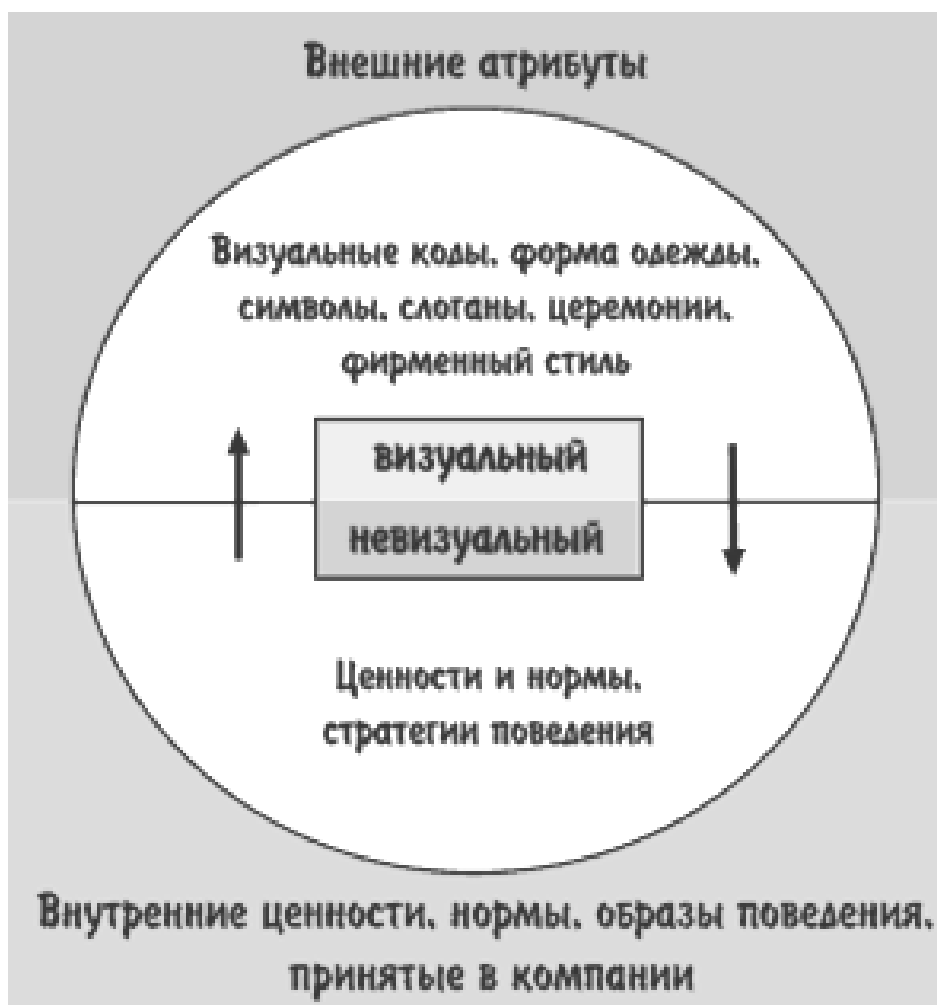 Внешние атрибуты
Визуальные коды, форма одежды,
символы, слоганы, церемонии,
фирменный стиль
визуальный
невизуальный
Ценности и нормы,
стратегии поведения
Внутренние ценности, нормы, образы поведения,
принятые в компании